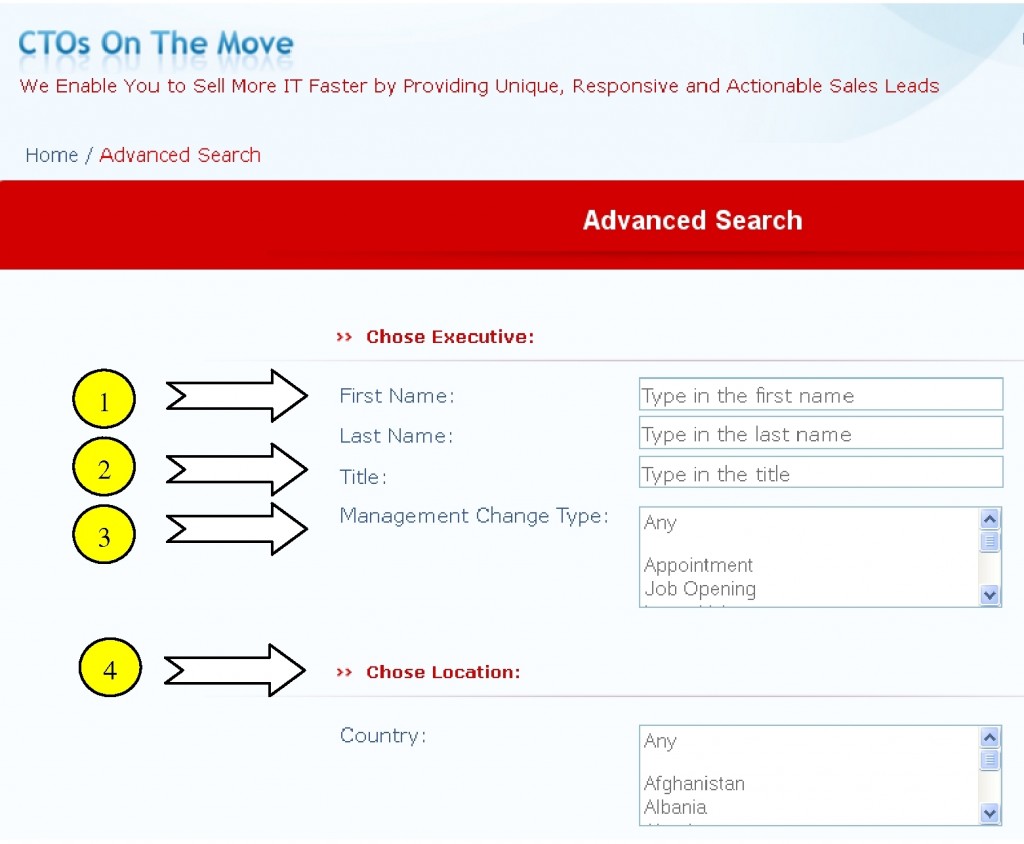 CTOs On The Move
We Enable You to Sell More IT Faster by Providing Unique, Responsive and Actionable Sales Leads
Home / Advanced Search
Advanced Search
>> Chose Executive:
1 First Name: Type in the first name
Last Name: Type in the last name
2 Title: Type in the title
3 Management Change Type: Any
Appointment
Job Opening
4 >> Chose Location:
Country: Any
Afghanistan
Albania